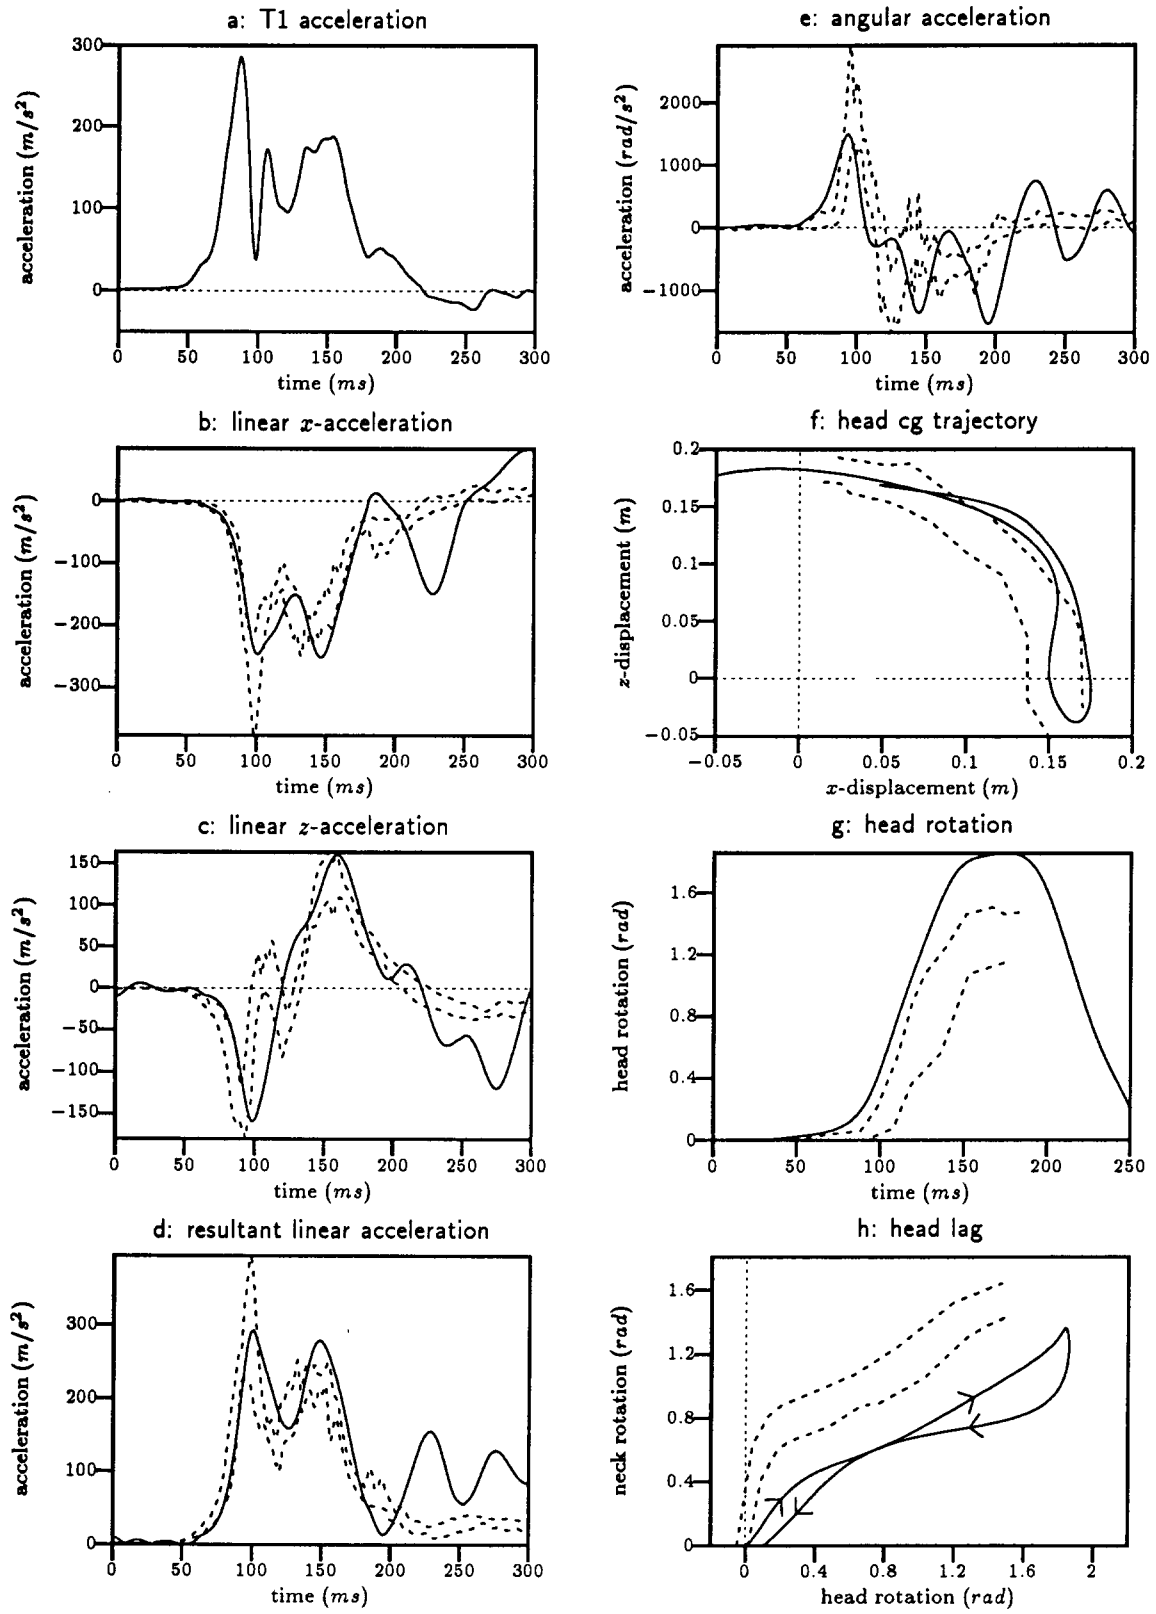 a: T1 acceleration
300
200
100
0
acceleration (m/s²)
0 50 100 150 200 250 300
time (ms)
e: angular acceleration
2000
1000
0
−1000
acceleration (rad/s²)
0 50 100 150 200 250 300
time (ms)
b: linear x-acceleration
0
−100
−200
−300
acceleration (m/s²)
0 50 100 150 200 250 300
time (ms)
f: head cg trajectory
0.2
0.15
0.1
0.05
0
−0.05
z-displacement (m)
−0.05 0 0.05 0.1 0.15 0.2
x-displacement (m)
c: linear z-acceleration
150
100
50
0
−50
−100
−150
acceleration (m/s²)
0 50 100 150 200 250 300
time (ms)
g: head rotation
1.6
1.2
0.8
0.4
0
head rotation (rad)
0 50 100 150 200 250
time (ms)
d: resultant linear acceleration
300
200
100
0
acceleration (m/s²)
0 50 100 150 200 250 300
time (ms)
h: head lag
1.6
1.2
0.8
0.4
0
neck rotation (rad)
0 0.4 0.8 1.2 1.6 2
head rotation (rad)